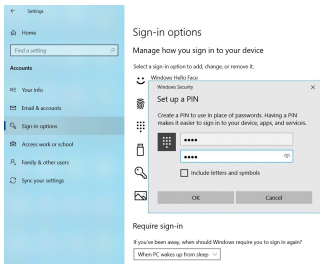 Settings
Home
Find a setting
Accounts
Your info
Email & accounts
Sign-in options
Access work or school
Family & other users
Sync your settings
Sign-in options
Manage how you sign in to your device
Select a sign-in option to add, change, or remove it.
Windows Hello Face
Windows Security
Set up a PIN
Create a PIN to use in place of passwords. Having a PIN
makes it easier to sign in to your device, apps, and services.
••••
••••
Include letters and symbols
OK
Cancel
Require sign-in
If you've been away, when should Windows require you to sign in again?
When PC wakes up from sleep